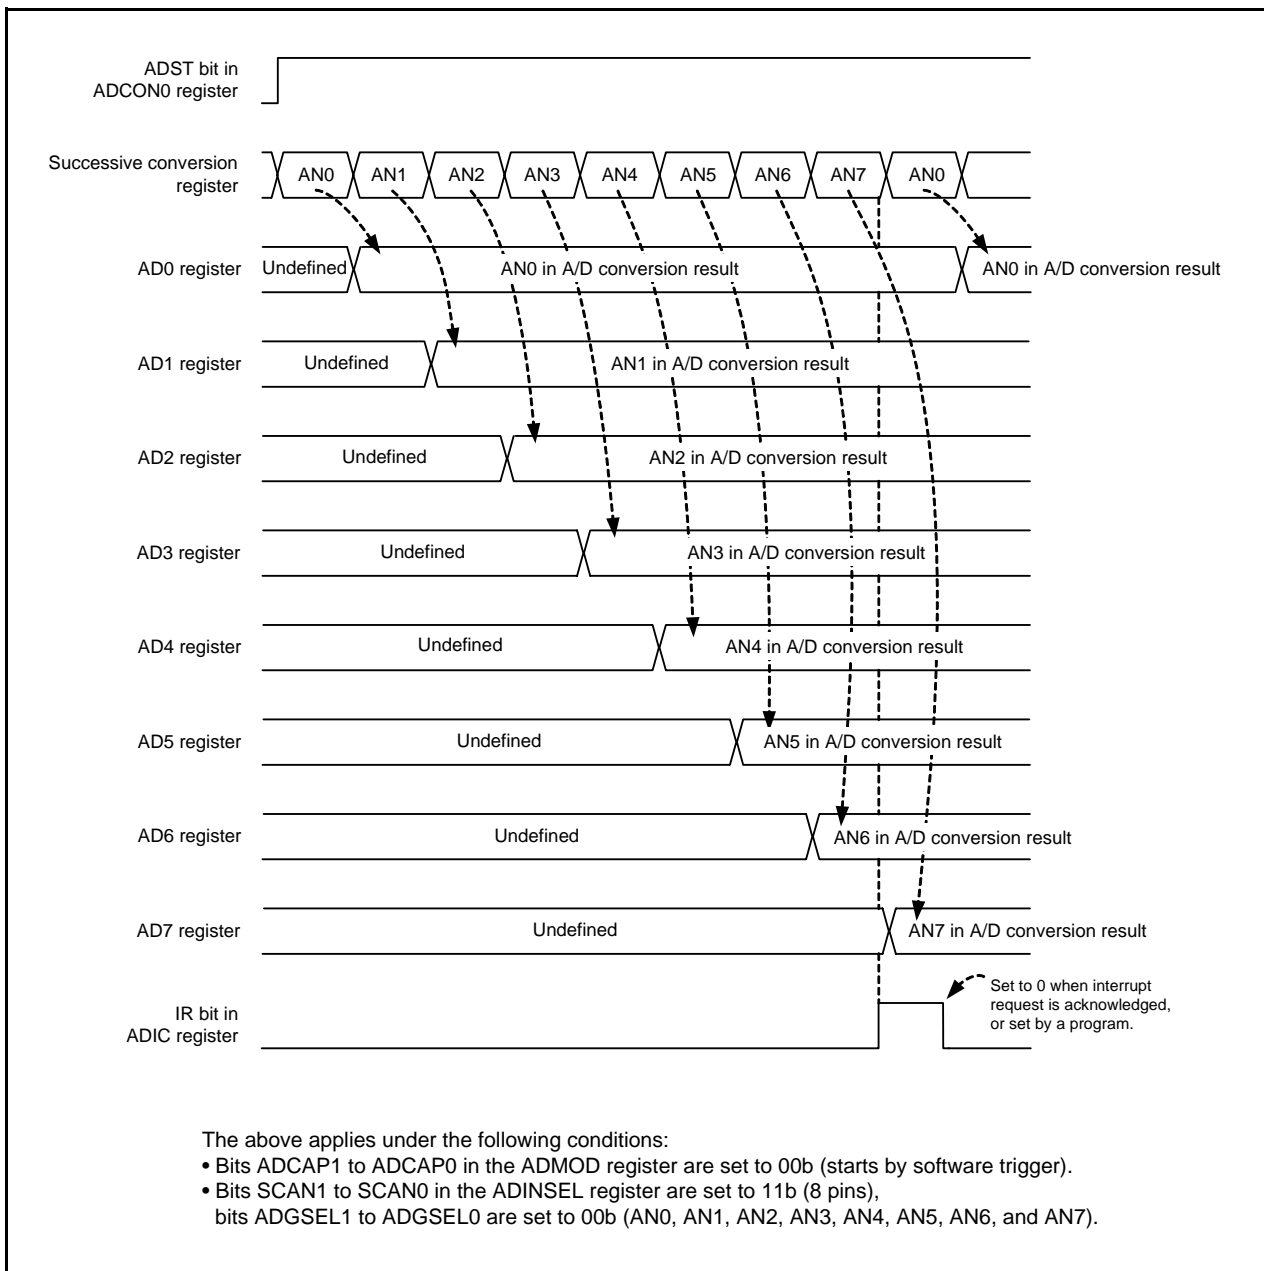 ADST bit in
ADCON0 register
Successive conversion
register
AN0 AN1 AN2 AN3 AN4 AN5 AN6 AN7 AN0
AD0 register
Undefined AN0 in A/D conversion result AN0 in A/D conversion result
AD1 register
Undefined AN1 in A/D conversion result
AD2 register
Undefined AN2 in A/D conversion result
AD3 register
Undefined AN3 in A/D conversion result
AD4 register
Undefined AN4 in A/D conversion result
AD5 register
Undefined AN5 in A/D conversion result
AD6 register
Undefined AN6 in A/D conversion result
AD7 register
Undefined AN7 in A/D conversion result
IR bit in
ADIC register
Set to 0 when interrupt
request is acknowledged,
or set by a program.
The above applies under the following conditions:
• Bits ADCAP1 to ADCAP0 in the ADMOD register are set to 00b (starts by software trigger).
• Bits SCAN1 to SCAN0 in the ADINSEL register are set to 11b (8 pins),
bits ADGSEL1 to ADGSEL0 are set to 00b (AN0, AN1, AN2, AN3, AN4, AN5, AN6, and AN7).